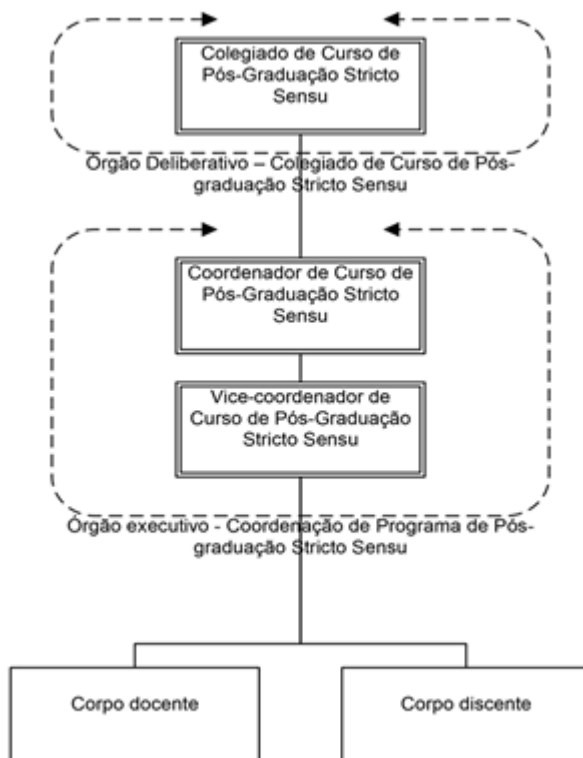 Colegiado de Curso de
Pós-Graduação Stricto
Sensu
Órgão Deliberativo – Colegiado de Curso de Pós-
graduação Stricto Sensu
Coordenador de Curso de
Pós-Graduação Stricto
Sensu
Vice-coordenador de
Curso de Pós-Graduação
Stricto Sensu
Órgão executivo - Coordenação de Programa de Pós-
graduação Stricto Sensu
Corpo docente
Corpo discente